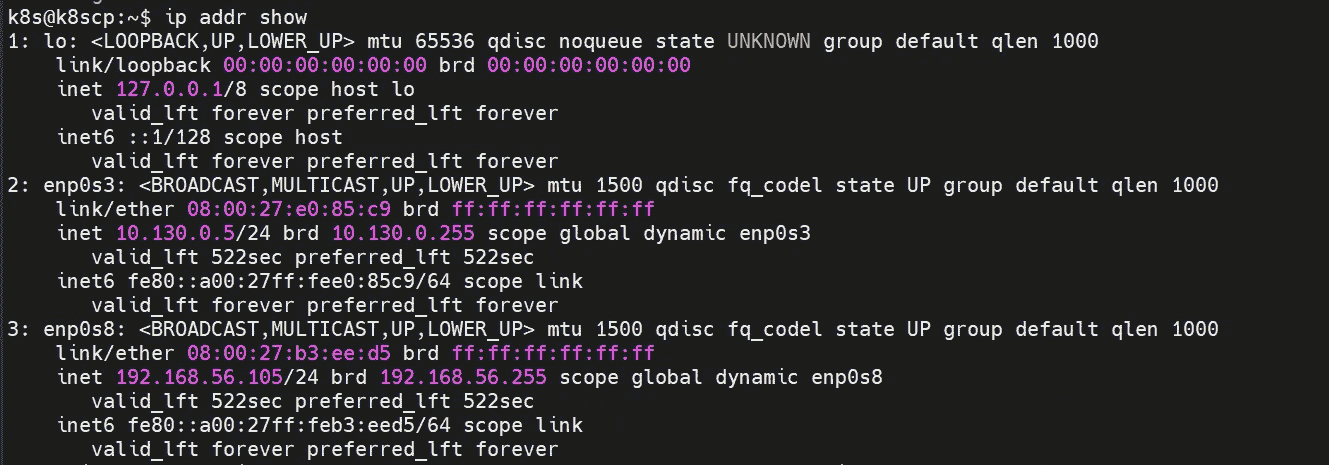 k8s@k8scp:~$ ip addr show
1: lo: <LOOPBACK,UP,LOWER_UP> mtu 65536 qdisc noqueue state UNKNOWN group default qlen 1000
    link/loopback 00:00:00:00:00:00 brd 00:00:00:00:00:00
    inet 127.0.0.1/8 scope host lo
       valid_lft forever preferred_lft forever
    inet6 ::1/128 scope host
       valid_lft forever preferred_lft forever
2: enp0s3: <BROADCAST,MULTICAST,UP,LOWER_UP> mtu 1500 qdisc fq_codel state UP group default qlen 1000
    link/ether 08:00:27:e0:85:c9 brd ff:ff:ff:ff:ff:ff
    inet 10.130.0.5/24 brd 10.130.0.255 scope global dynamic enp0s3
       valid_lft 522sec preferred_lft 522sec
    inet6 fe80::a00:27ff:fee0:85c9/64 scope link
       valid_lft forever preferred_lft forever
3: enp0s8: <BROADCAST,MULTICAST,UP,LOWER_UP> mtu 1500 qdisc fq_codel state UP group default qlen 1000
    link/ether 08:00:27:b3:ee:d5 brd ff:ff:ff:ff:ff:ff
    inet 192.168.56.105/24 brd 192.168.56.255 scope global dynamic enp0s8
       valid_lft 522sec preferred_lft 522sec
    inet6 fe80::a00:27ff:feb3:eed5/64 scope link
       valid_lft forever preferred_lft forever